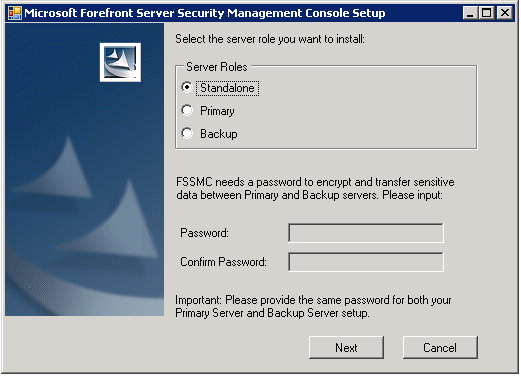 Microsoft Forefront Server Security Management Console Setup
Select the server role you want to install:
Server Roles
Standalone
Primary
Backup
FSSMC needs a password to encrypt and transfer sensitive
data between Primary and Backup servers. Please input:
Password:
Confirm Password:
Important: Please provide the same password for both your
Primary Server and Backup Server setup.
Next
Cancel